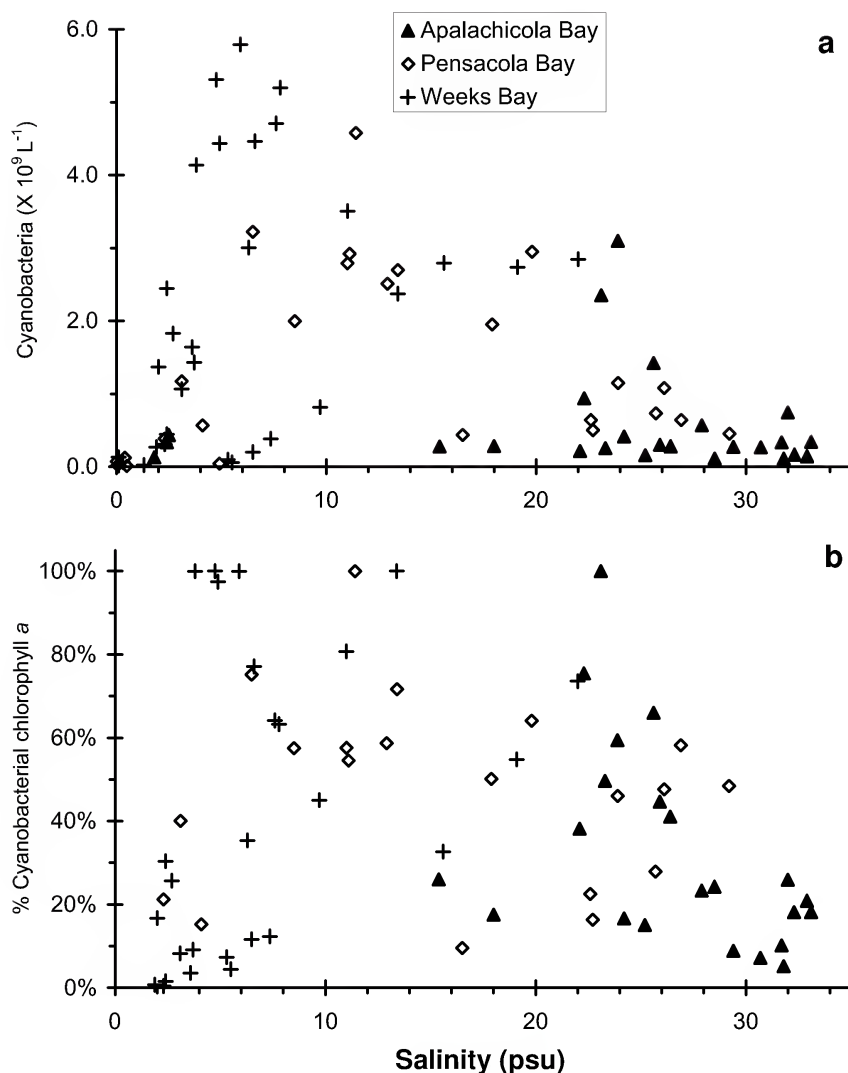 a
Apalachicola Bay
Pensacola Bay
Weeks Bay
Cyanobacteria (X 10⁹ L⁻¹)
6.0
4.0
2.0
0.0
0 10 20 30
b
% Cyanobacterial chlorophyll a
100%
80%
60%
40%
20%
0%
0 10 20 30
Salinity (psu)